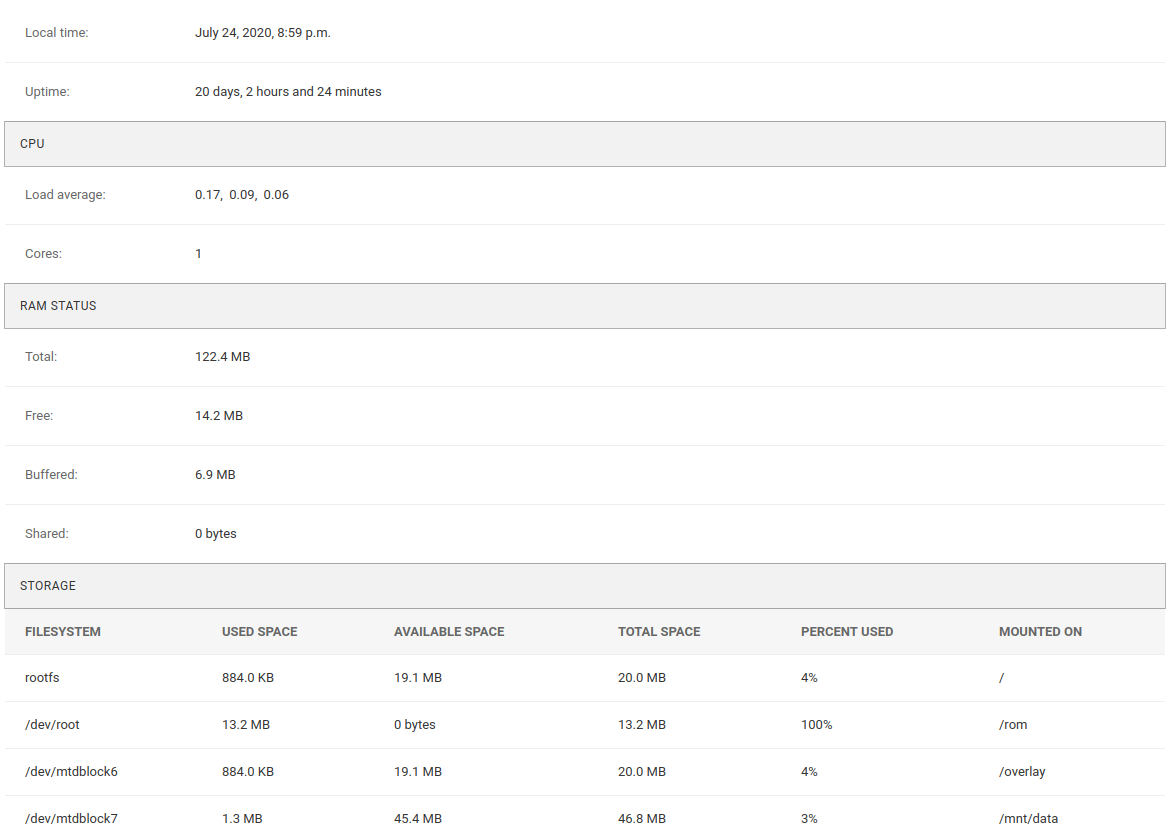 Local time: July 24, 2020, 8:59 p.m.
Uptime: 20 days, 2 hours and 24 minutes
CPU
Load average: 0.17, 0.09, 0.06
Cores: 1
RAM STATUS
Total: 122.4 MB
Free: 14.2 MB
Buffered: 6.9 MB
Shared: 0 bytes
STORAGE
FILESYSTEM USED SPACE AVAILABLE SPACE TOTAL SPACE PERCENT USED MOUNTED ON
rootfs 884.0 KB 19.1 MB 20.0 MB 4% /
/dev/root 13.2 MB 0 bytes 13.2 MB 100% /rom
/dev/mtdblock6 884.0 KB 19.1 MB 20.0 MB 4% /overlay
/dev/mtdblock7 1.3 MB 45.4 MB 46.8 MB 3% /mnt/data